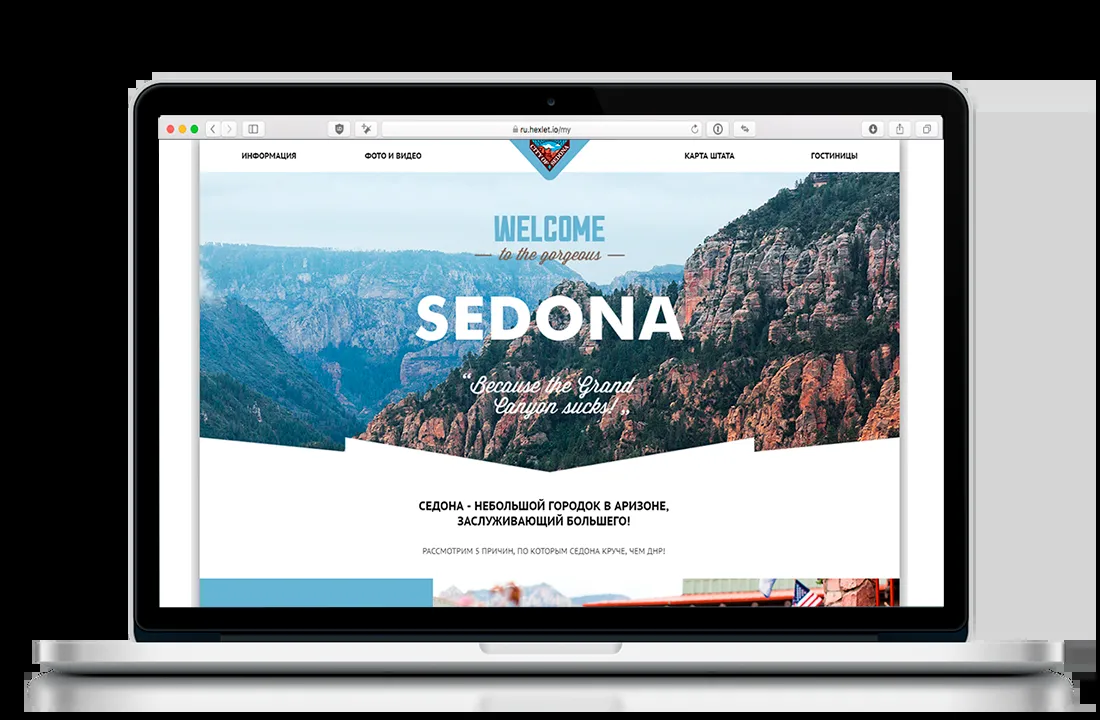 ru.hexlet.io/my
ИНФОРМАЦИЯ
ФОТО И ВИДЕО
CITY OF SEDONA
КАРТА ШТАТА
ГОСТИНИЦЫ
WELCOME
— to the gorgeous —
SEDONA
“Because the Grand
Canyon sucks!„
СЕДОНА - НЕБОЛЬШОЙ ГОРОДОК В АРИЗОНЕ,
ЗАСЛУЖИВАЮЩИЙ БОЛЬШЕГО!
РАССМОТРИМ 5 ПРИЧИН, ПО КОТОРЫМ СЕДОНА КРУЧЕ, ЧЕМ ДНР!